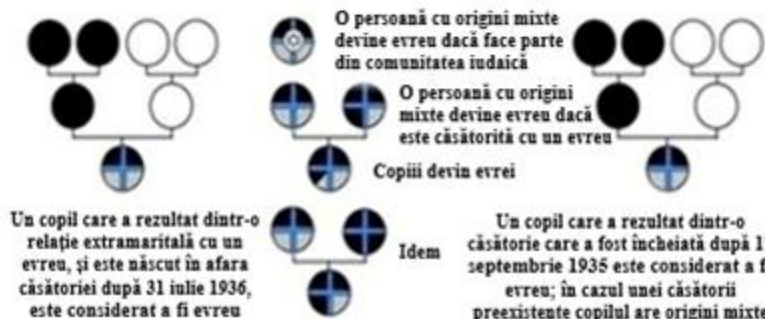 O persoană cu origini mixte
devine evreu dacă face parte
din comunitatea iudaică
O persoană cu origini
mixte devine evreu dacă
este căsătorită cu un evreu
Copiii devin evrei
Idem
Un copil care a rezultat dintr-o
relație extramaritală cu un
evreu, și este născut în afara
căsătoriei după 31 iulie 1936,
este considerat a fi evreu
Un copil care a rezultat dintr-o
căsătorie care a fost încheiată după
septembrie 1935 este considerat a
evreu; în cazul unei căsătorii
preexistente copilul are origini mixte